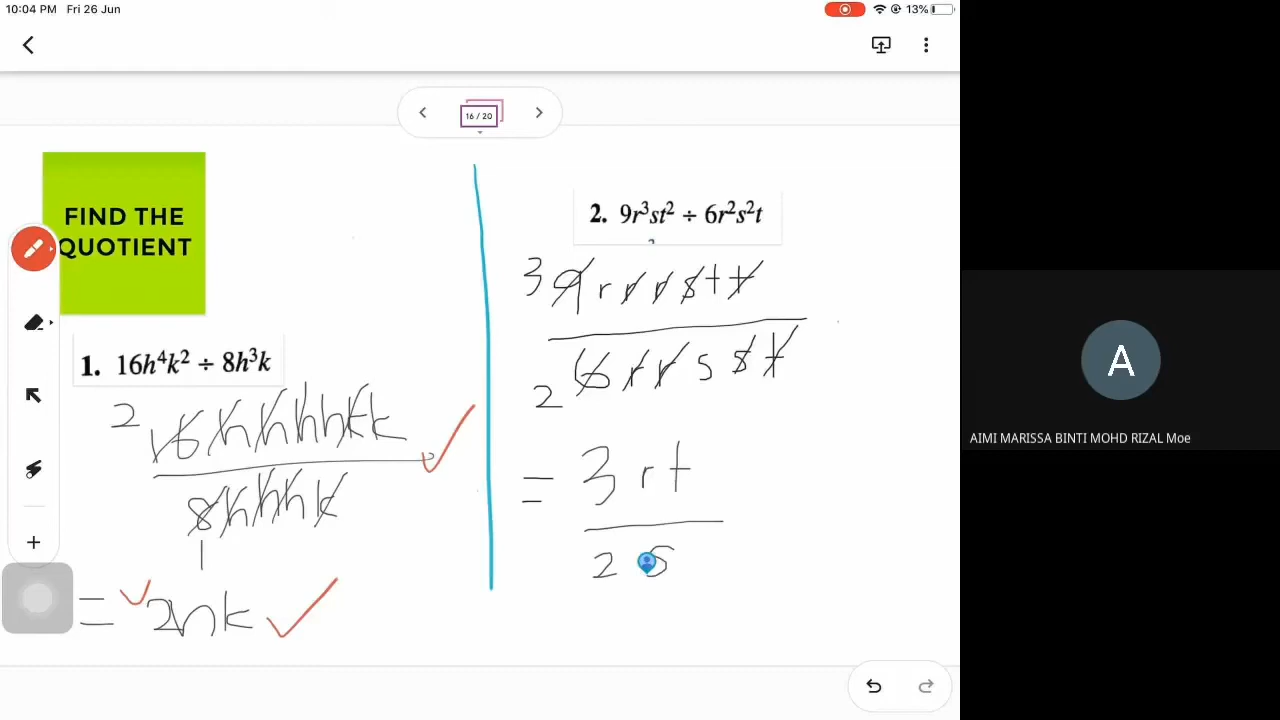 10:04 PM Fri 26 Jun
13%
16 / 20
FIND THE
QUOTIENT
1. 16h⁴k² ÷ 8h³k
2 16hhhhkk
8hhhk
1
= 2hk
2. 9r³st² ÷ 6r²s²t
3 9rrrstt
6rrsst
2
= 3rt
2s
A
AIMI MARISSA BINTI MOHD RIZAL Moe